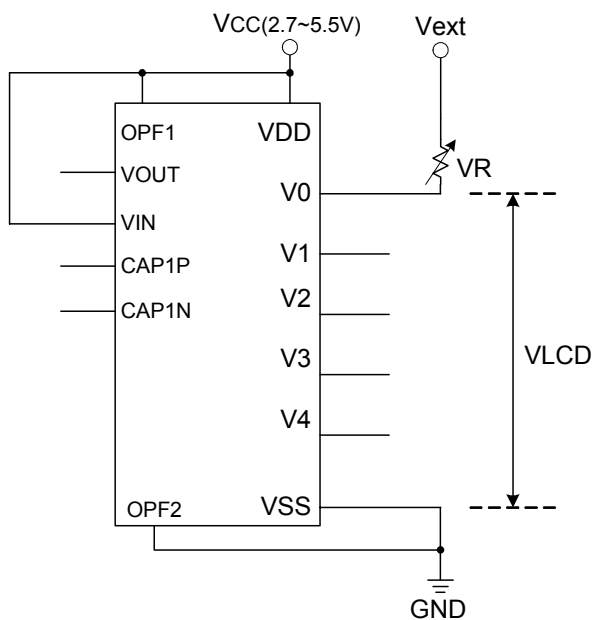 VCC(2.7~5.5V)
Vext
OPF1
VDD
VOUT
VR
V0
VIN
V1
CAP1P
V2
CAP1N
V3
VLCD
V4
OPF2
VSS
GND